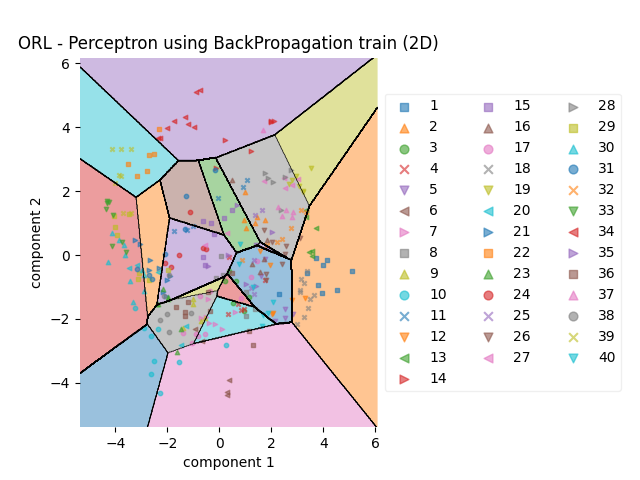 ORL - Perceptron using BackPropagation train (2D)
6
4
2
0
−2
−4
component 2
−4 −2 0 2 4 6
component 1
1 15 28
2 16 29
3 17 30
4 18 31
5 19 32
6 20 33
7 21 34
8 22 35
9 23 36
10 24 37
11 25 38
12 26 39
13 27 40
14